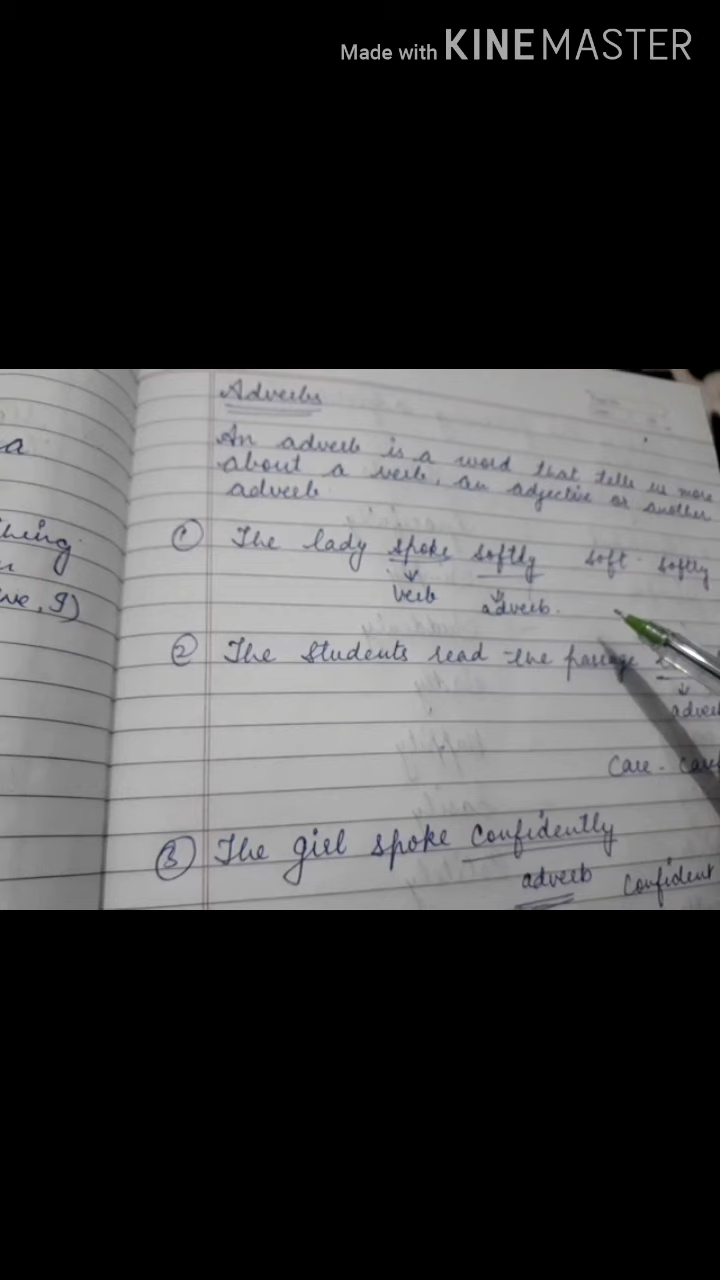 Made with KINEMASTER
Adverbs
An adverb is a word that tells us more
about a verb, an adjective or another
adverb.
① The lady spoke softly soft - softly
verb adverb.
② The students read the passage
adverb
Care -
③ The girl spoke confidently
adverb confident
a